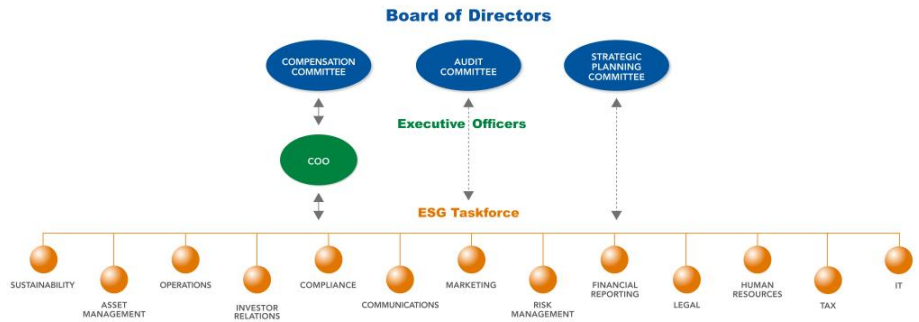 Board of Directors
COMPENSATION
COMMITTEE
AUDIT
COMMITTEE
STRATEGIC
PLANNING
COMMITTEE
Executive Officers
COO
ESG Taskforce
SUSTAINABILITY
ASSET
MANAGEMENT
OPERATIONS
INVESTOR
RELATIONS
COMPLIANCE
COMMUNICATIONS
MARKETING
RISK
MANAGEMENT
FINANCIAL
REPORTING
LEGAL
HUMAN
RESOURCES
TAX
IT